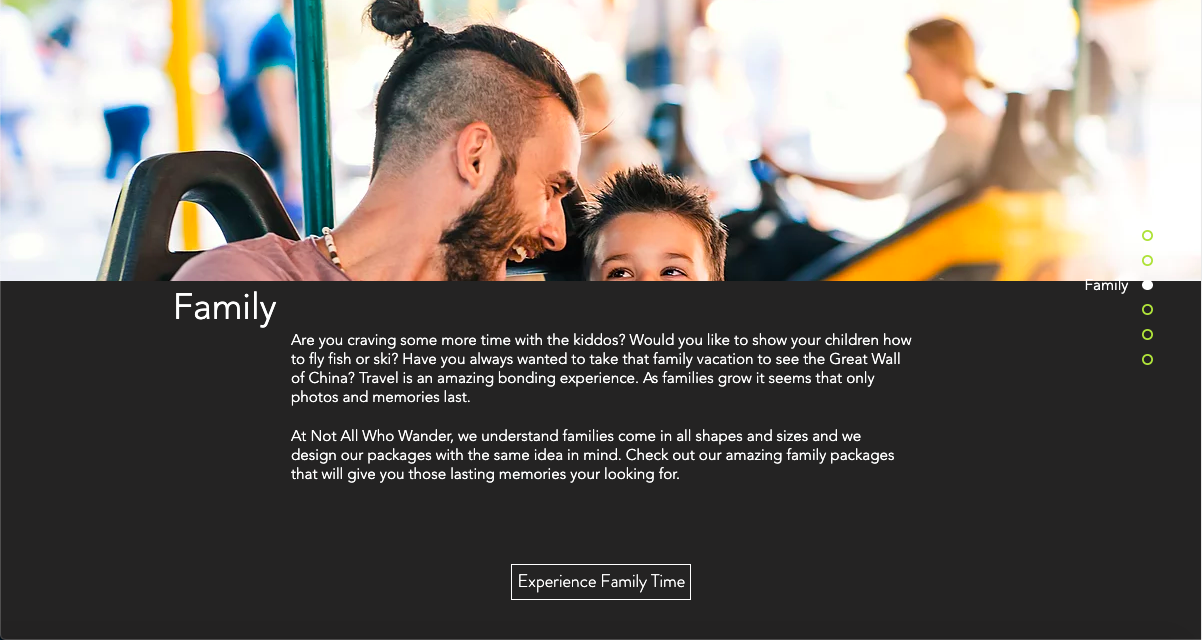 Family
Family
Are you craving some more time with the kiddos? Would you like to show your children how
to fly fish or ski? Have you always wanted to take that family vacation to see the Great Wall
of China? Travel is an amazing bonding experience. As families grow it seems that only
photos and memories last.
At Not All Who Wander, we understand families come in all shapes and sizes and we
design our packages with the same idea in mind. Check out our amazing family packages
that will give you those lasting memories your looking for.
Experience Family Time